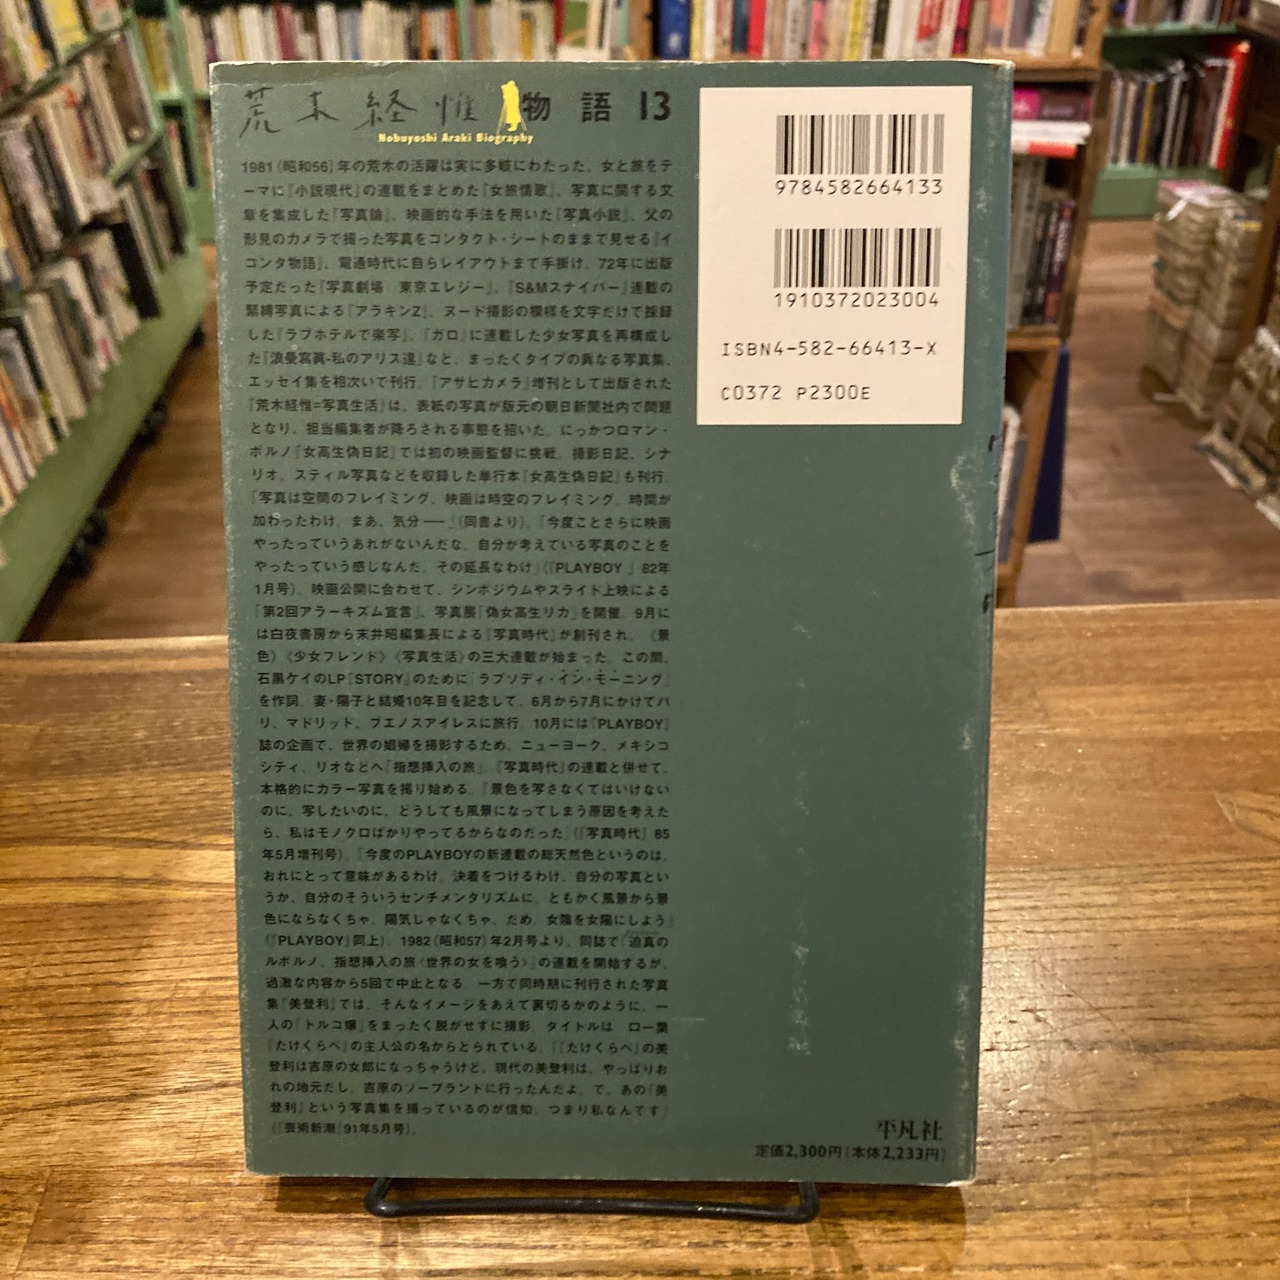 荒木経惟物語 13
Nobuyoshi Araki Biography
1981(昭和56)年の荒木の活躍は実に多岐にわたった。女と旅をテ
ーマに『小説現代』の連載をまとめた『女旅情歌』、写真に関する文
章を集成した『写真論』、映画的な手法を用いた『写真小説』、父の
形見のカメラで撮った写真をコンタクト・シートのままで見せる『イ
コンタ物語』、電通時代に自らレイアウトまで手掛け、72年に出版
予定だった『写真劇場 東京エレジー』、『S&Mスナイパー』連載の
緊縛写真による『アラキンZ』、ヌード撮影の模様を文字だけで採録
した『ラブホテルで楽写』、『ガロ』に連載した少女写真を再構成し
た『浪曼寫眞-私のアリス達』など、まったくタイプの異なる写真集、
エッセイ集を相次いで刊行。『アサヒカメラ』増刊として出版された
『荒木経惟=写真生活』は、表紙の写真が版元の朝日新聞社内で問題
となり、担当編集者が降ろされる事態を招いた。にっかつロマン・
ポルノ『女高生偽日記』では初の映画監督に挑戦。撮影日記、シナ
リオ、スティル写真などを収録した単行本『女高生偽日記』も刊行。
「写真は空間のフレイミング、映画は時空のフレイミング。時間が
加わったわけ。まあ、気分――」(同書より)。「今度ことさらに映画
やったっていうあれがないんだな。自分が考えている写真のことを
やったっていう感じなんだ。その延長なわけ」(『PLAYBOY』82年
1月号)。映画公開に合わせて、シンポジウムやスライド上映による
「第2回アラーキズム宣言」、写真展『偽女高生リカ』を開催。9月に
は白夜書房から末井昭編集長による『写真時代』が創刊され、〈景
色〉〈少女フレンド〉〈写真生活〉の三大連載が始まった。この間、
石黒ケイのLP『STORY』のために「ラプソディ・イン・モーニング」
を作詞。妻・陽子と結婚10年目を記念して、6月から7月にかけてパ
リ、マドリッド、ブエノスアイレスに旅行。10月には『PLAYBOY』
誌の企画で、世界の娼婦を撮影するため、ニューヨーク、メキシコ
シティ、リオなどへ「指想挿入の旅」。『写真時代』の連載と併せて、
本格的にカラー写真を撮り始める。「景色を写さなくてはいけない
のに、写したいのに、どうしても風景になってしまう原因を考えた
ら、私はモノクロばかりやってるからなのだった」(『写真時代』85
年5月増刊号)。「今度のPLAYBOYの新連載の総天然色というのは、
おれにとって意味があるわけ。決着をつけるわけ。自分の写真とい
うか、自分のそういうセンチメンタリズムに。ともかく風景から景
色にならなくちゃ。陽気じゃなくちゃ、だめ。女陰を女陽にしよう」
(『PLAYBOY』同上)。1982(昭和57)年2月号より、同誌で「迫真の
ルポルノ、指想挿入の旅〈世界の女を喰う〉」の連載を開始するが、
過激な内容から5回で中止となる。一方で同時期に刊行された写真
集『美登利』では、そんなイメージをあえて裏切るかのように、一
人の「トルコ嬢」をまったく脱がせずに撮影。タイトルは 口一葉
『たけくらべ』の主人公の名からとられている。「『たけくらべ』の美
登利は吉原の女郎になっちゃうけど、現代の美登利は、やっぱりお
れの地元だし、吉原のソープランドに行ったんだよ。で、あの『美
登利』という写真集を撮っているのが信如、つまり私なんです」
(『芸術新潮』91年5月号)。
9784582664133
1910372023004
ISBN4-582-66413-X
C0372 P2300E
平凡社
定価2,300円(本体2,233円)